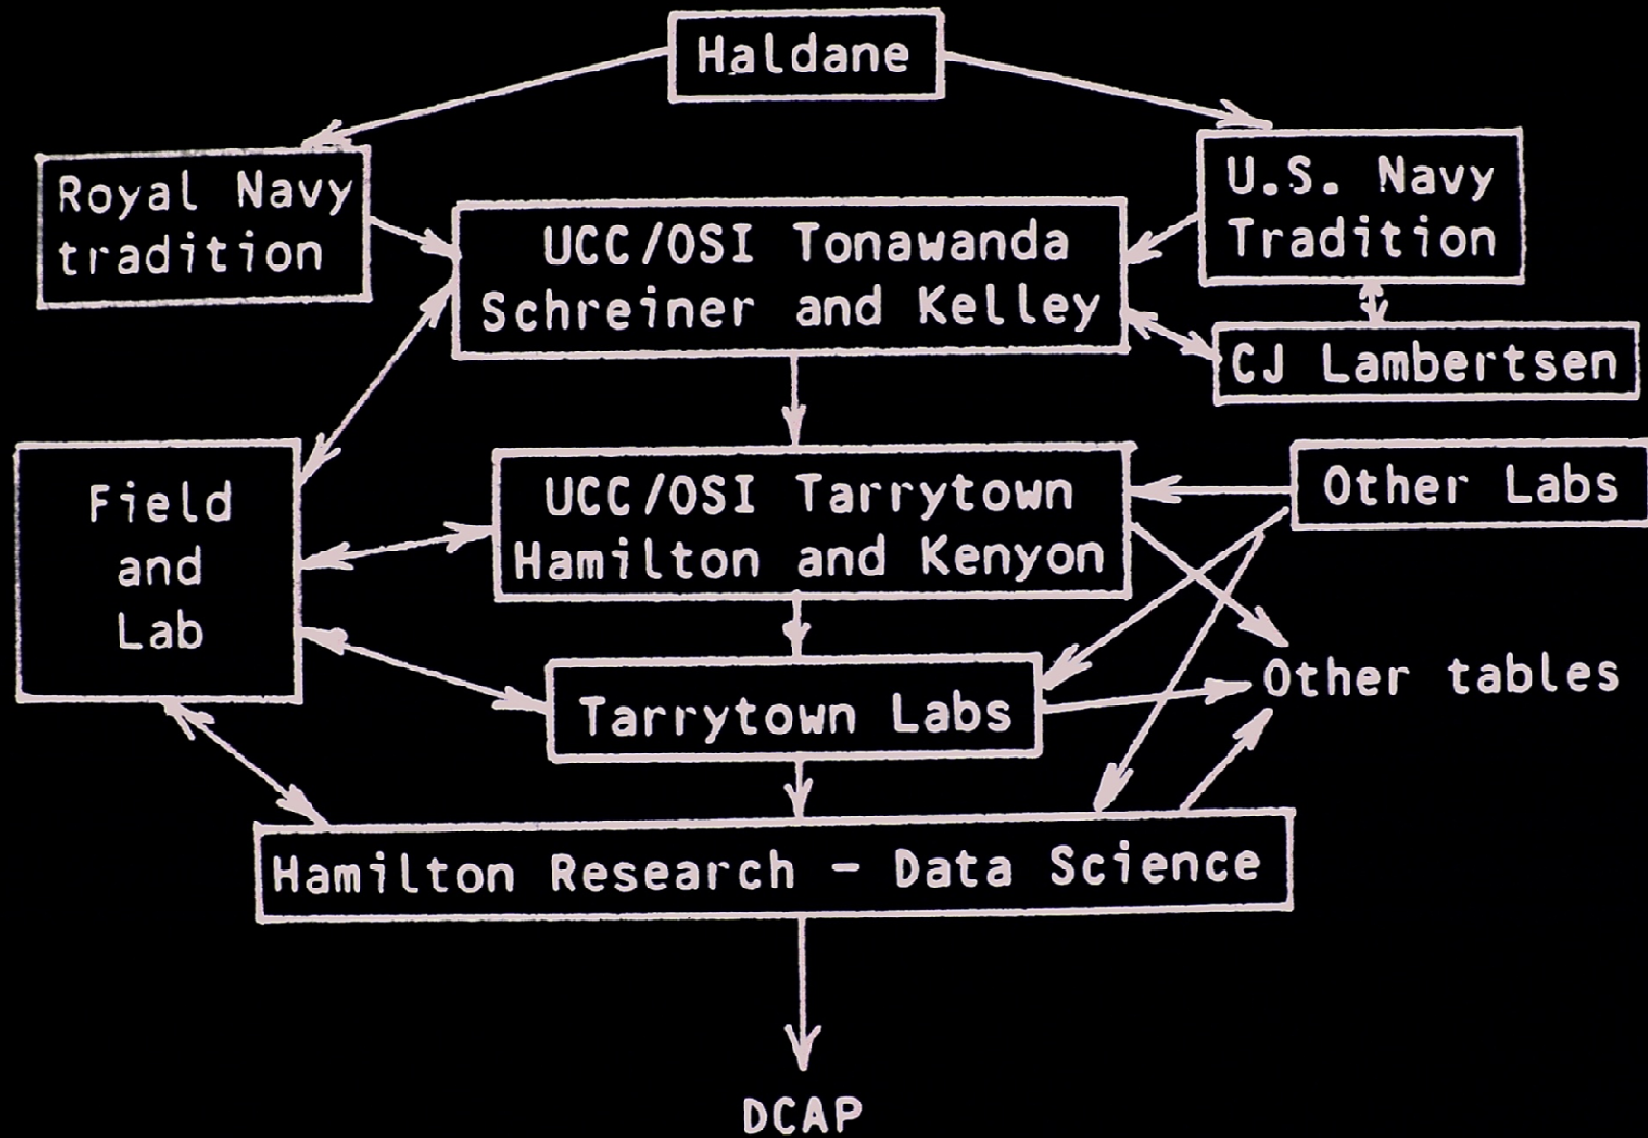 Haldane
Royal Navy
tradition
U.S. Navy
Tradition
UCC/OSI Tonawanda
Schreiner and Kelley
CJ Lambertsen
Field
and
Lab
UCC/OSI Tarrytown
Hamilton and Kenyon
Other Labs
Tarrytown Labs
Other tables
Hamilton Research - Data Science
DCAP